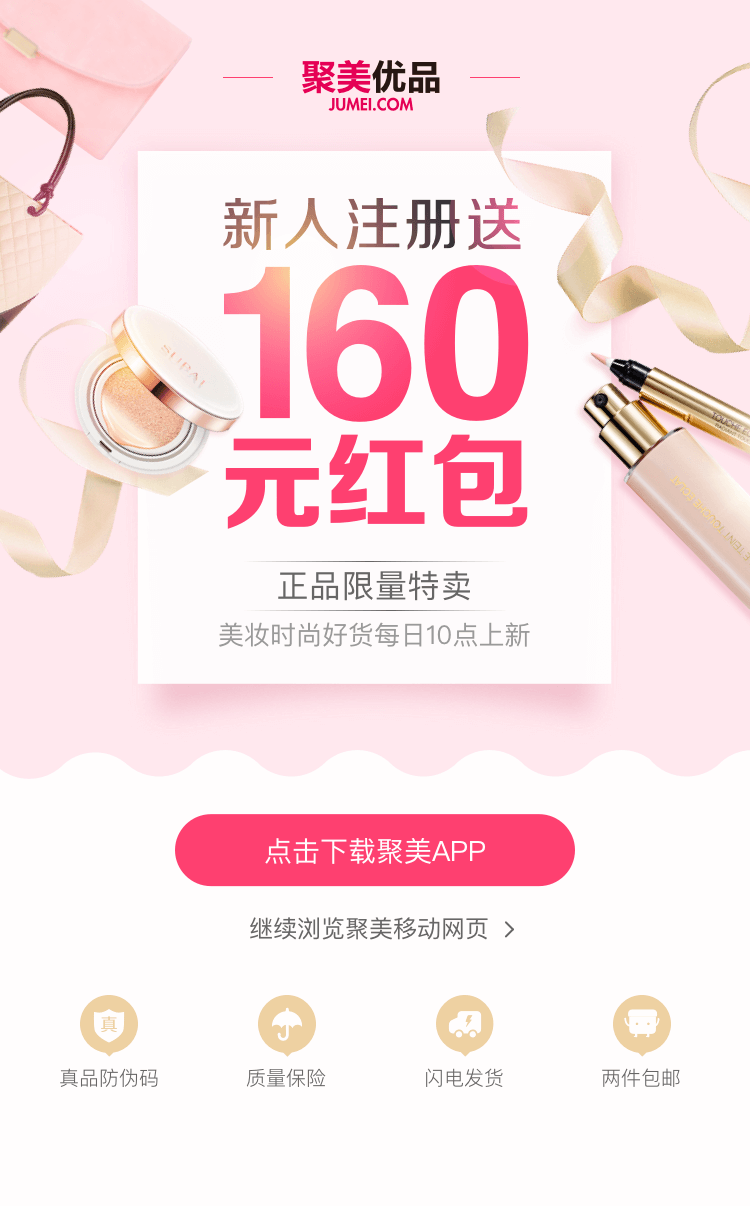 聚美优品
JUMEI.COM
新人注册送
160
元红包
正品限量特卖
美妆时尚好货每日10点上新
点击下载聚美APP
继续浏览聚美移动网页 >
真
真品防伪码
质量保险
闪电发货
两件包邮